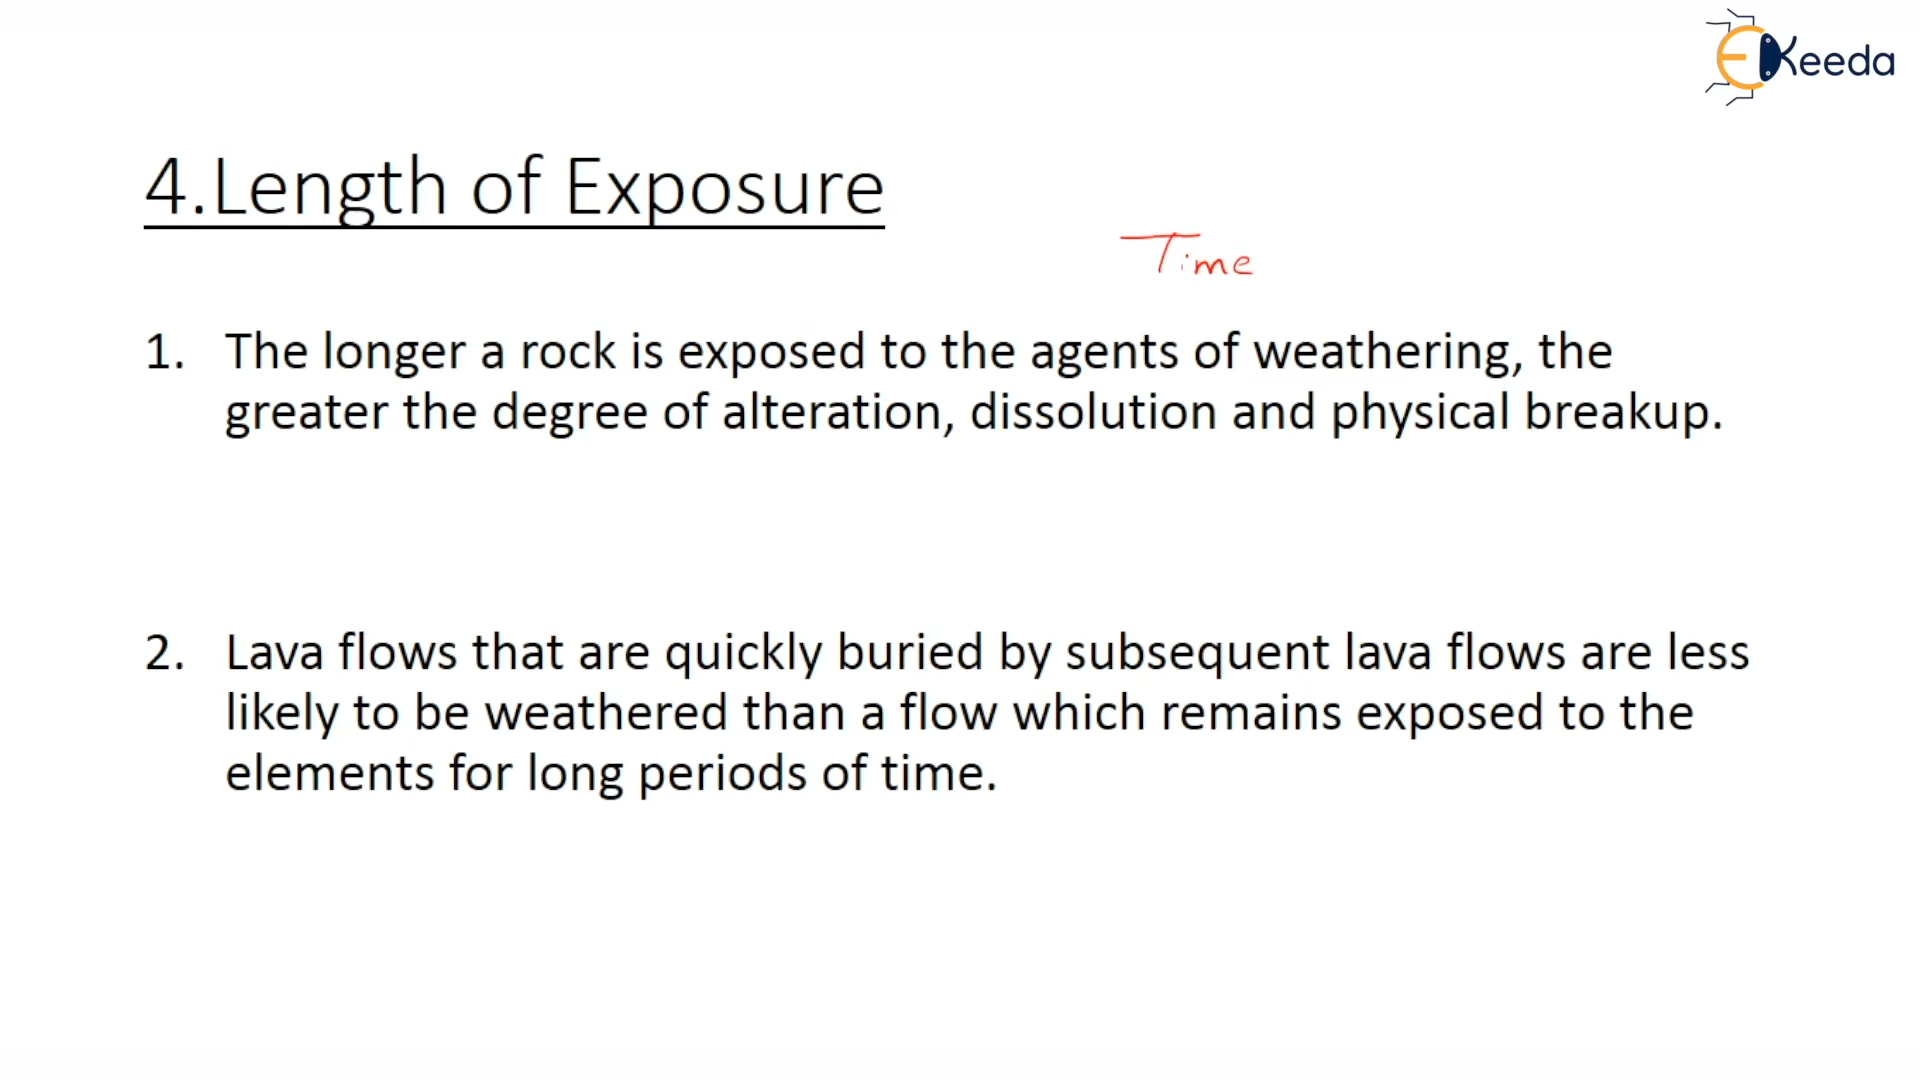 EKeeda
4.Length of Exposure
Time
1. The longer a rock is exposed to the agents of weathering, the
greater the degree of alteration, dissolution and physical breakup.
2. Lava flows that are quickly buried by subsequent lava flows are less
likely to be weathered than a flow which remains exposed to the
elements for long periods of time.